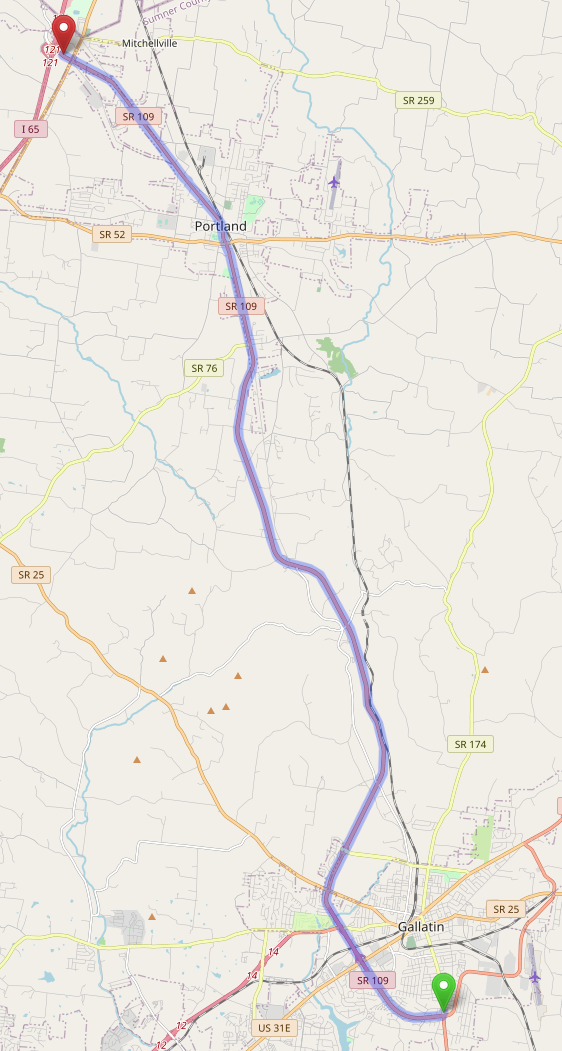 Sumner Coun
Mitchellville
121
121
SR 109
SR 259
I 65
SR 52
Portland
SR 109
SR 76
SR 25
SR 174
SR 25
Gallatin
14
SR 109
14
US 31E
12
12